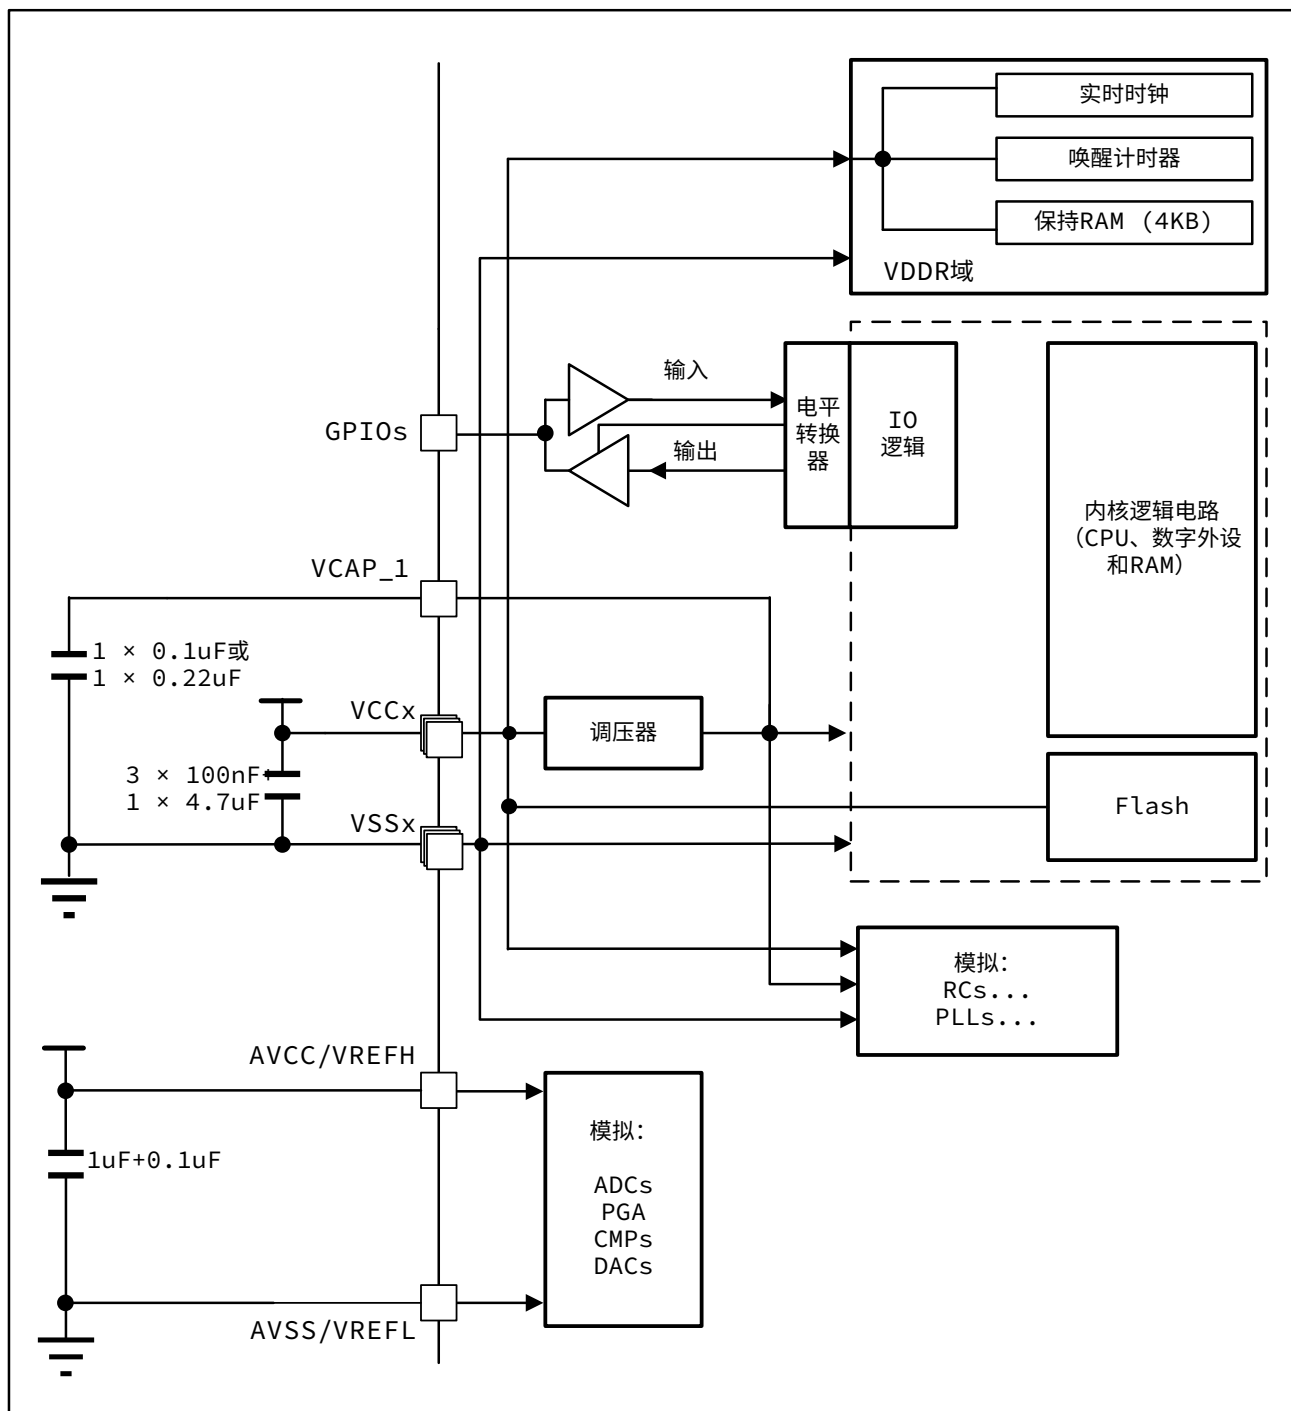 实时时钟
唤醒计时器
保持RAM (4KB)
VDDR域
输入
GPIOs
输出
电平
转换
器
IO
逻辑
内核逻辑电路
(CPU、数字外设
和RAM)
VCAP_1
1 × 0.1uF或
1 × 0.22uF
VCCx
调压器
3 × 100nF+
1 × 4.7uF
VSSx
Flash
模拟:
RCs...
PLLs...
AVCC/VREFH
1uF+0.1uF
模拟:
ADCs
PGA
CMPs
DACs
AVSS/VREFL